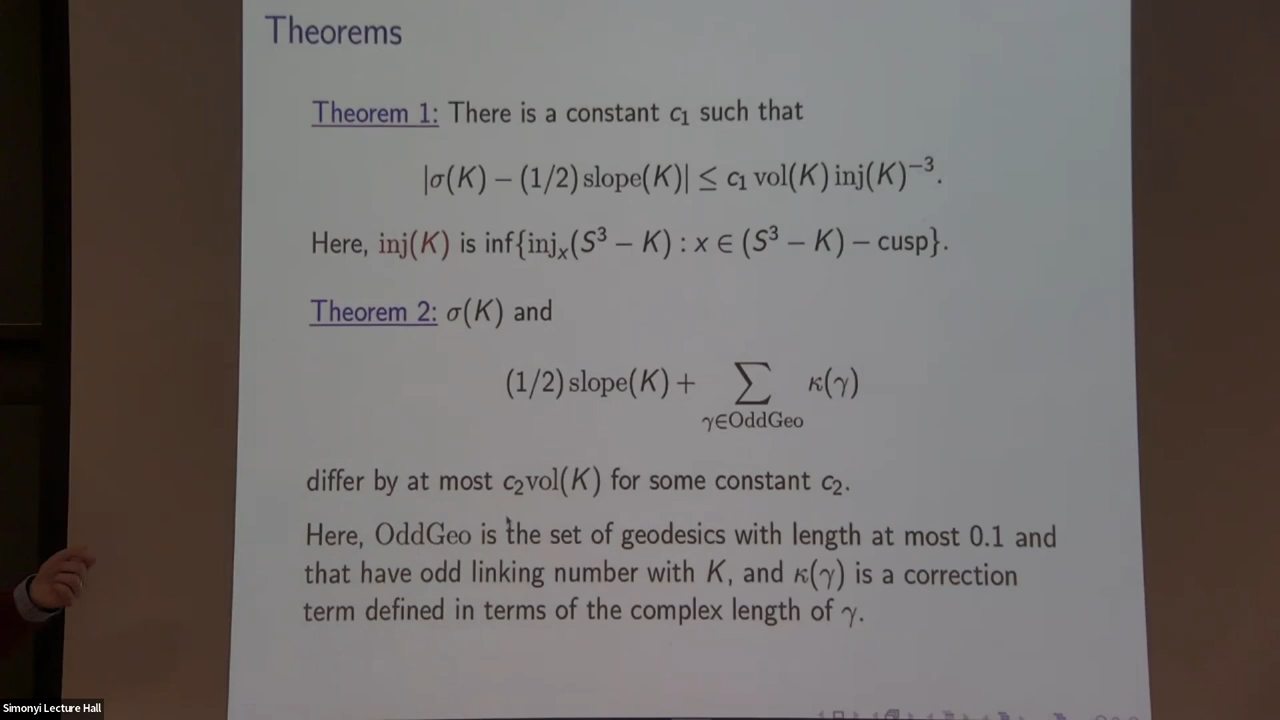 Theorems
Theorem 1: There is a constant c₁ such that
|σ(K) − (1/2) slope(K)| ≤ c₁ vol(K) inj(K)⁻³.
Here, inj(K) is inf{injₓ(S³ − K) : x ∈ (S³ − K) − cusp}.
Theorem 2: σ(K) and
(1/2) slope(K) + ∑ κ(γ)
γ∈OddGeo
differ by at most c₂vol(K) for some constant c₂.
Here, OddGeo is the set of geodesics with length at most 0.1 and
that have odd linking number with K, and κ(γ) is a correction
term defined in terms of the complex length of γ.
Simonyi Lecture Hall